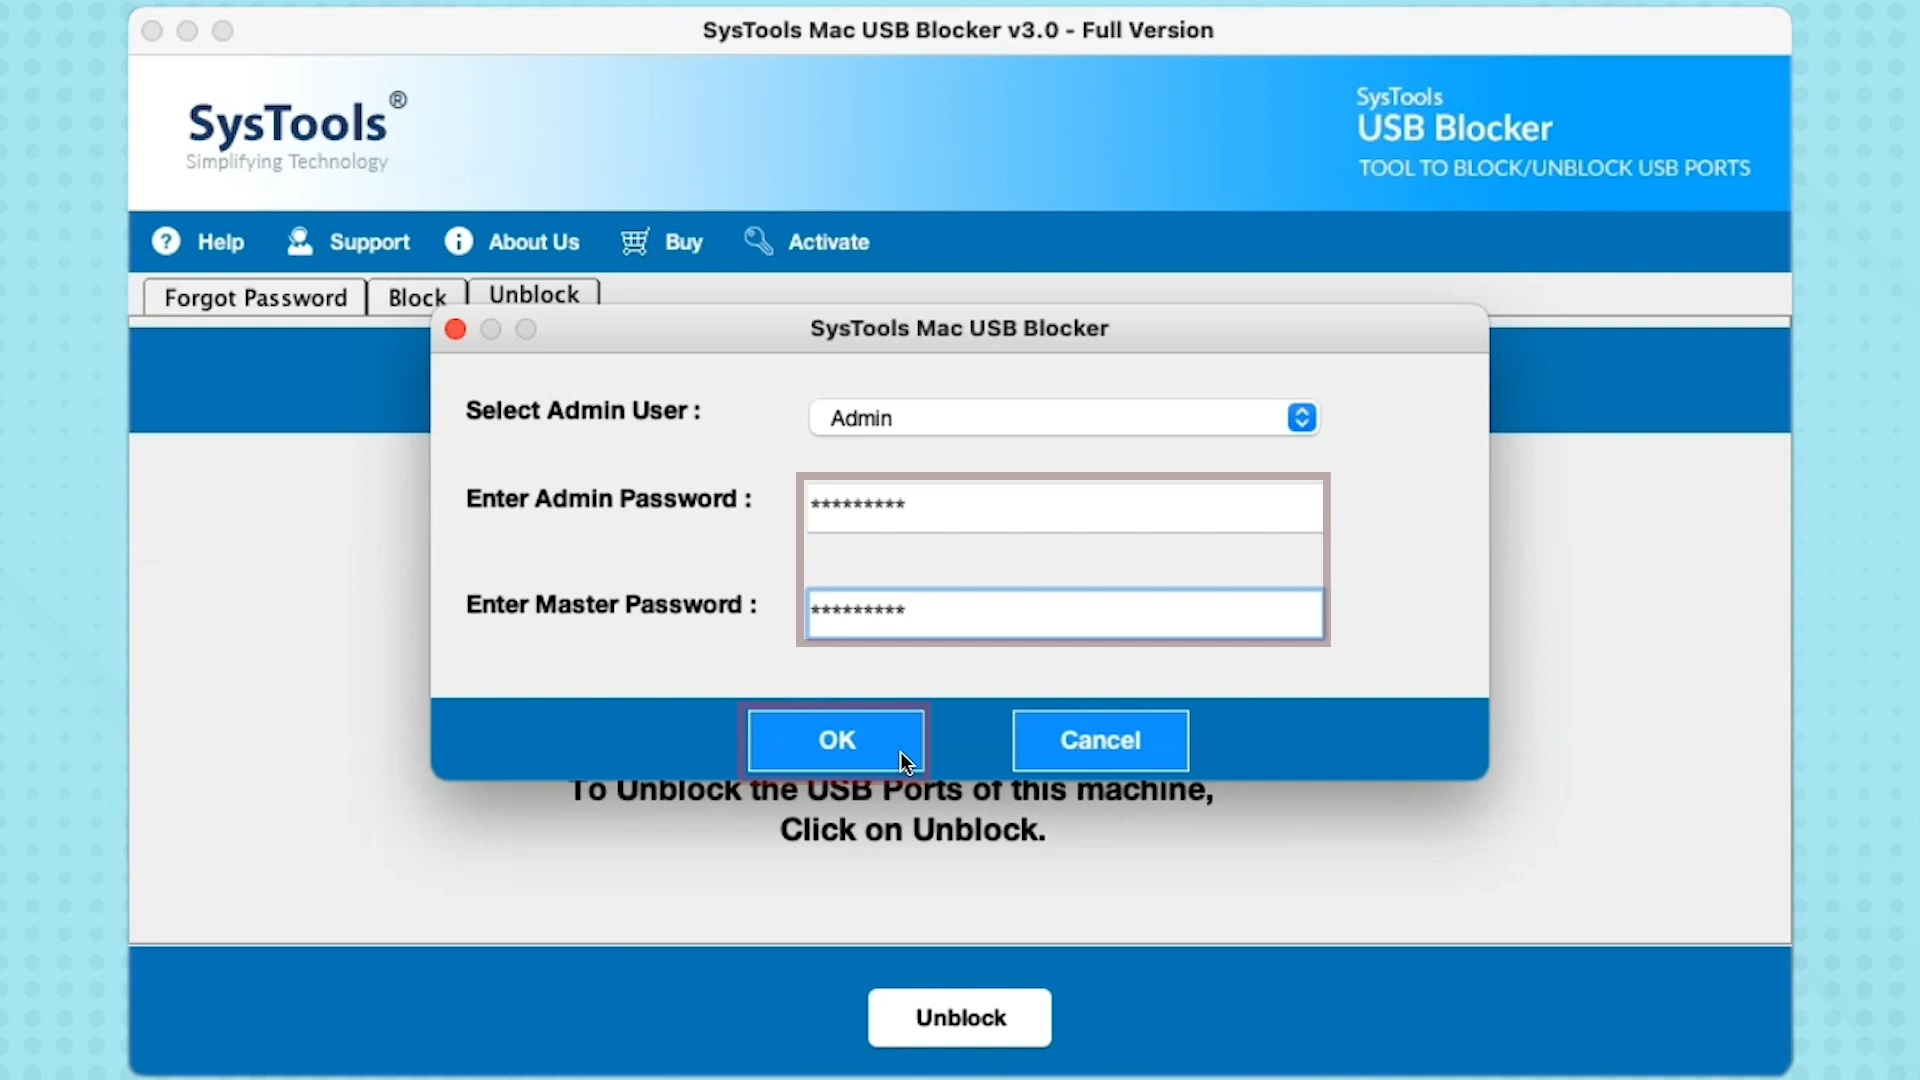 SysTools Mac USB Blocker v3.0 - Full Version
SysTools®
Simplifying Technology
SysTools
USB Blocker
TOOL TO BLOCK/UNBLOCK USB PORTS
Help Support About Us Buy Activate
Forgot Password Block Unblock
SysTools Mac USB Blocker
Select Admin User : Admin
Enter Admin Password : *********
Enter Master Password : *********
OK Cancel
To Unblock the USB Ports of this machine,
Click on Unblock.
Unblock